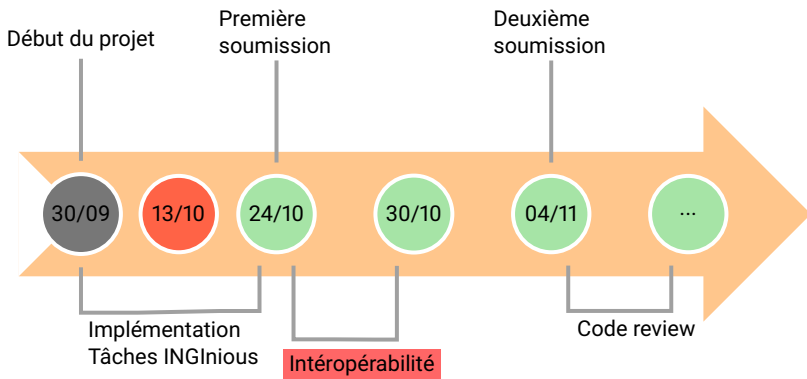 Première
soumission
Deuxième
soumission
Début du projet
30/09
13/10
24/10
30/10
04/11
...
Implémentation
Tâches INGInious
Intéropérabilité
Code review